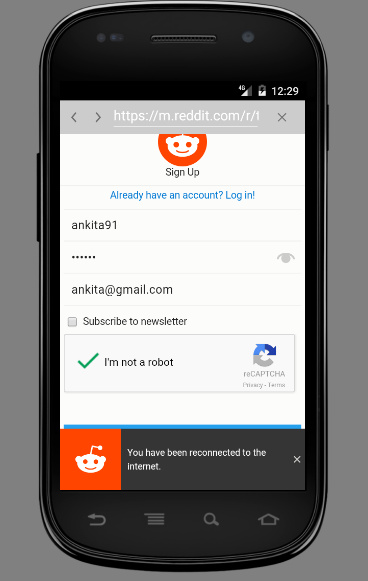 4G 12:29
https://m.reddit.com/r/
Sign Up
Already have an account? Log in!
ankita91
••••••
ankita@gmail.com
Subscribe to newsletter
I'm not a robot
reCAPTCHA
Privacy - Terms
You have been reconnected to the
internet.